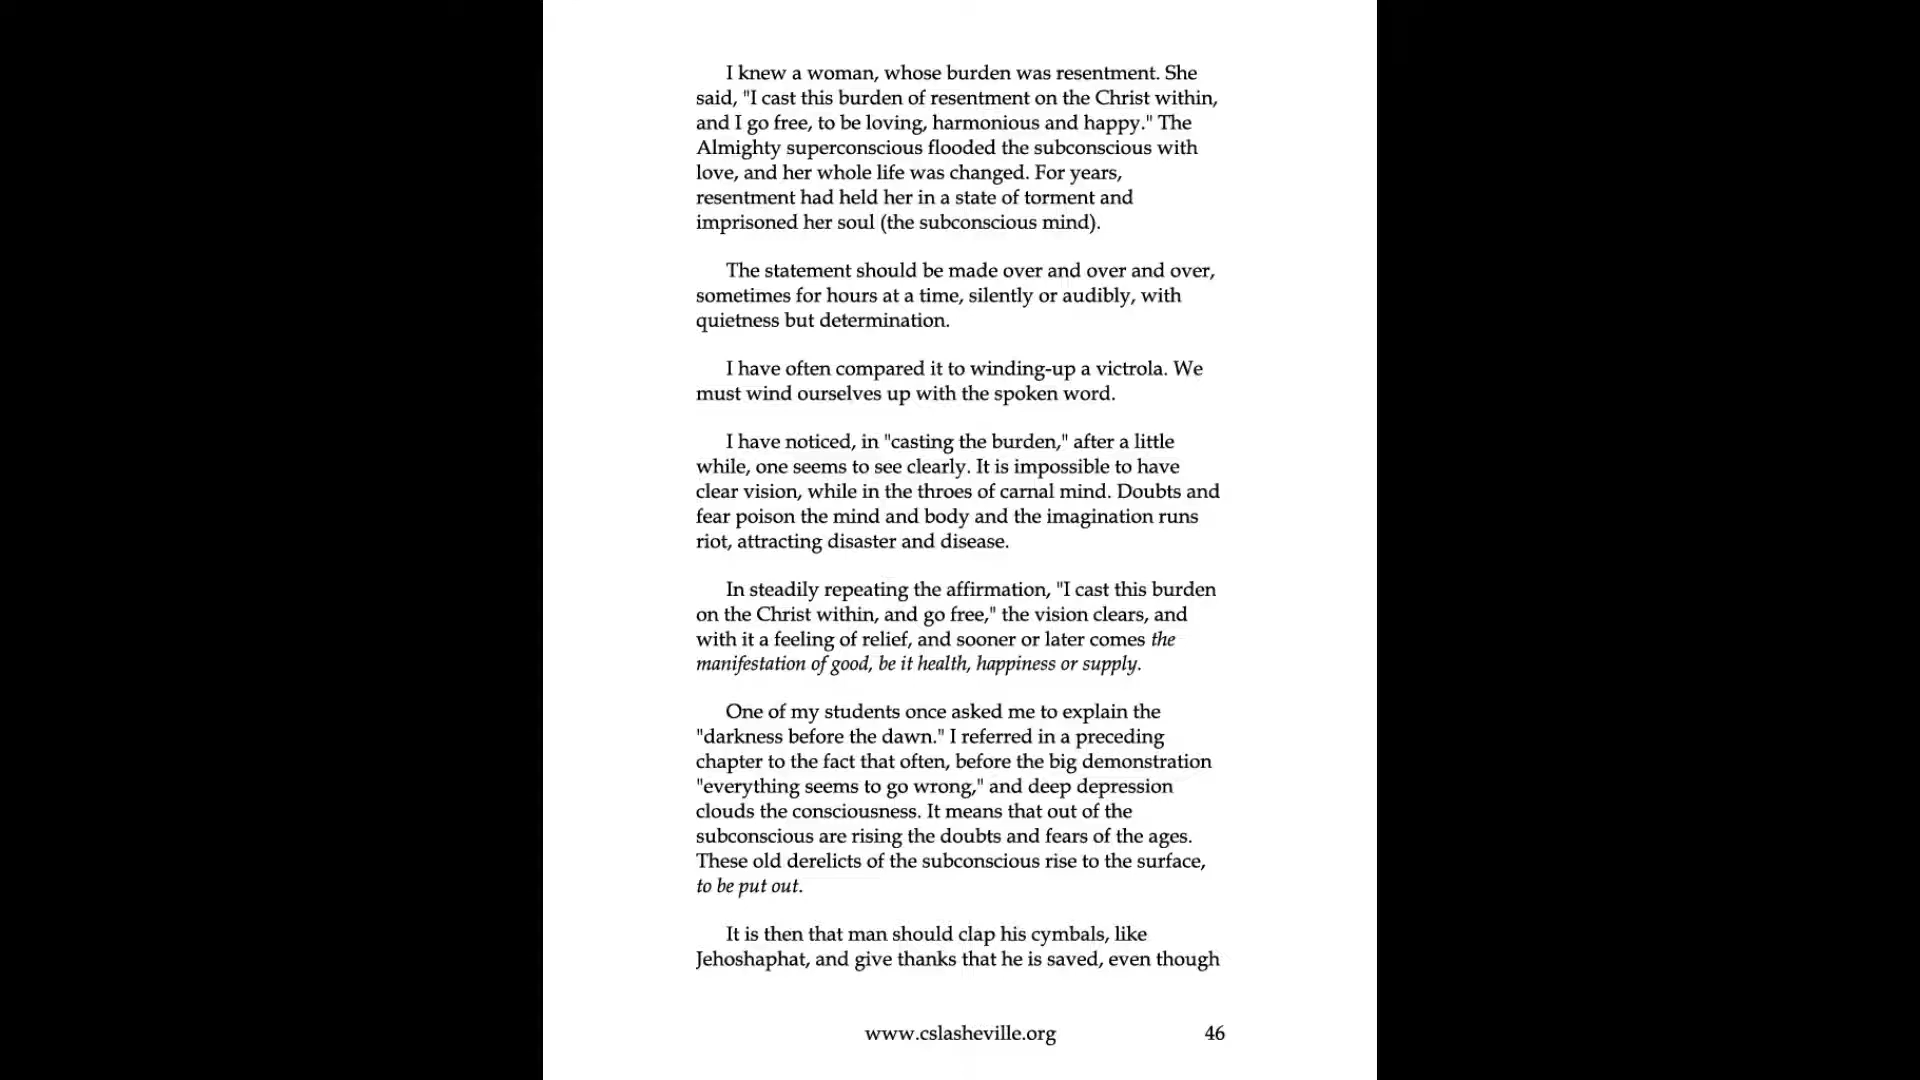 I knew a woman, whose burden was resentment. She
said, "I cast this burden of resentment on the Christ within,
and I go free, to be loving, harmonious and happy." The
Almighty superconscious flooded the subconscious with
love, and her whole life was changed. For years,
resentment had held her in a state of torment and
imprisoned her soul (the subconscious mind).
The statement should be made over and over and over,
sometimes for hours at a time, silently or audibly, with
quietness but determination.
I have often compared it to winding-up a victrola. We
must wind ourselves up with the spoken word.
I have noticed, in "casting the burden," after a little
while, one seems to see clearly. It is impossible to have
clear vision, while in the throes of carnal mind. Doubts and
fear poison the mind and body and the imagination runs
riot, attracting disaster and disease.
In steadily repeating the affirmation, "I cast this burden
on the Christ within, and go free," the vision clears, and
with it a feeling of relief, and sooner or later comes the
manifestation of good, be it health, happiness or supply.
One of my students once asked me to explain the
"darkness before the dawn." I referred in a preceding
chapter to the fact that often, before the big demonstration
"everything seems to go wrong," and deep depression
clouds the consciousness. It means that out of the
subconscious are rising the doubts and fears of the ages.
These old derelicts of the subconscious rise to the surface,
to be put out.
It is then that man should clap his cymbals, like
Jehoshaphat, and give thanks that he is saved, even though
www.cslasheville.org 46